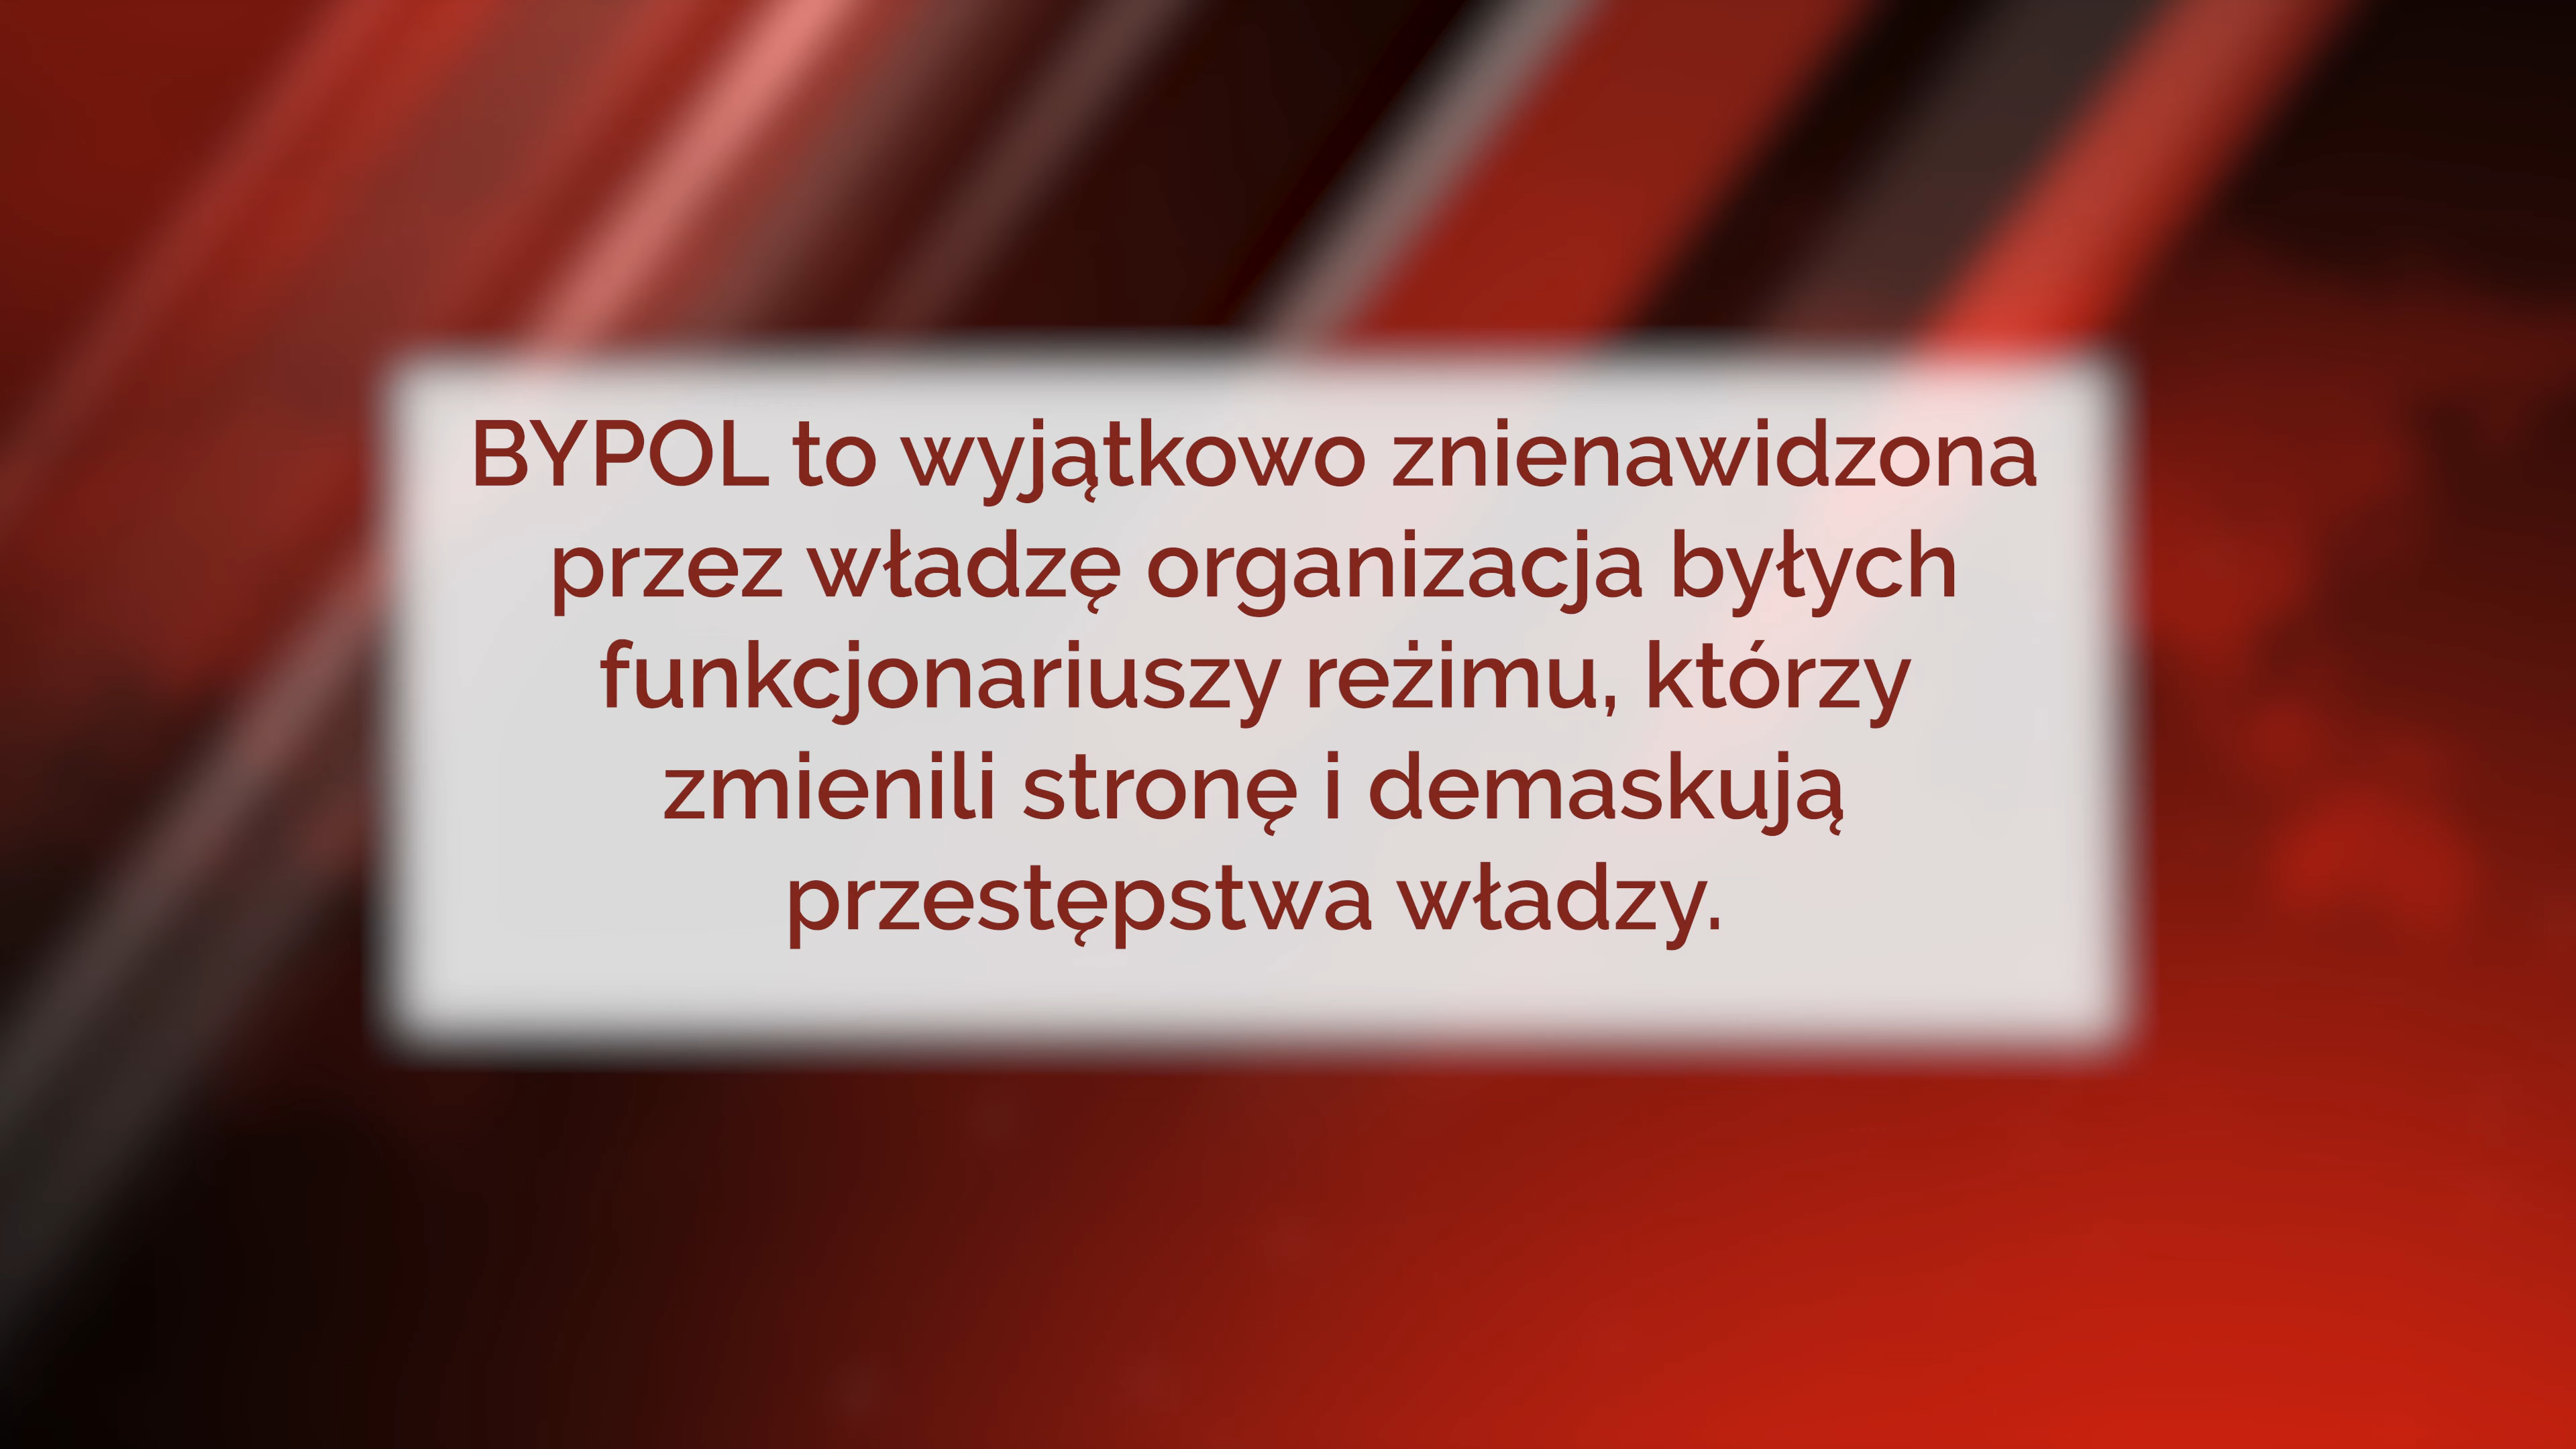 BYPOL to wyjątkowo znienawidzona
przez władzę organizacja byłych
funkcjonariuszy reżimu, którzy
zmienili stronę i demaskują
przestępstwa władzy.